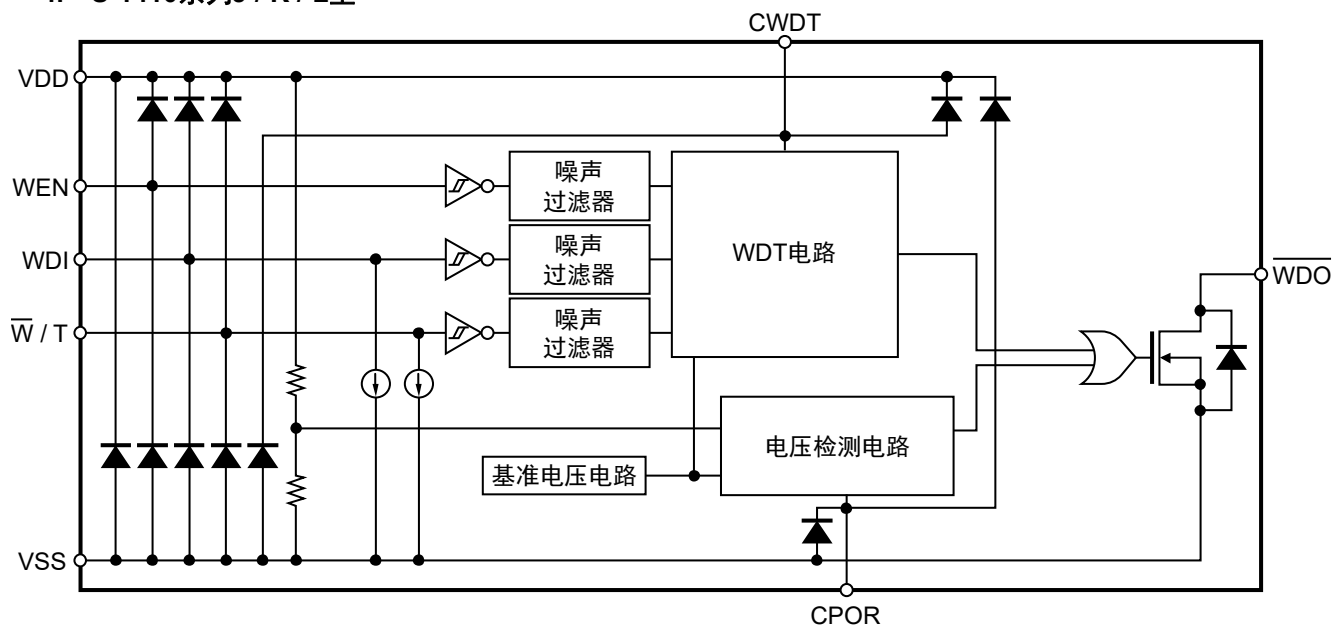 CWDT
VDD
WEN
噪声
过滤器
WDI
噪声
过滤器
WDT电路
W̅ / T
噪声
过滤器
W̅D̅O̅
电压检测电路
基准电压电路
VSS
CPOR